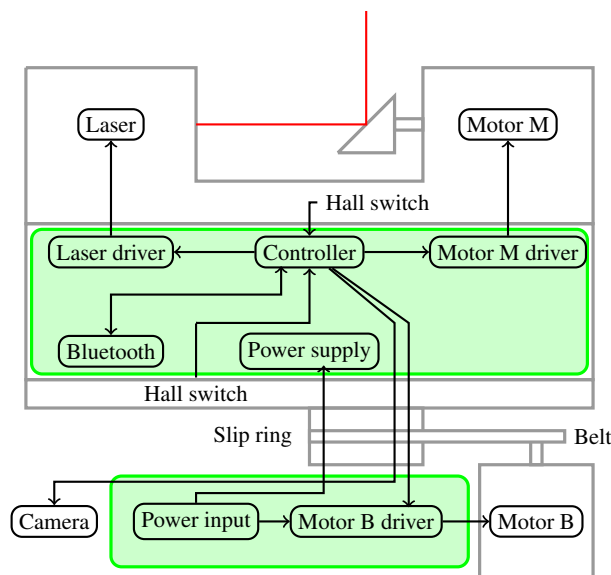 Laser
Motor M
Hall switch
Laser driver
Controller
Motor M driver
Bluetooth
Power supply
Hall switch
Slip ring
Belt
Camera
Power input
Motor B driver
Motor B